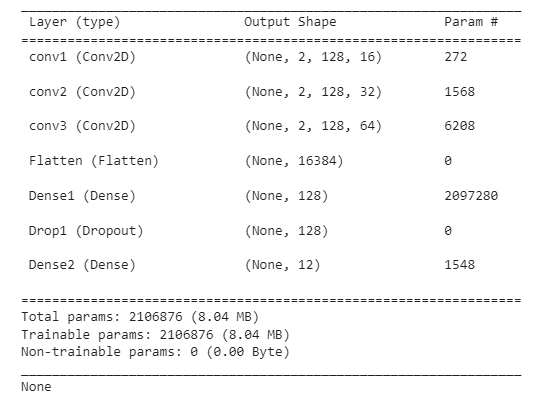 Layer (type) Output Shape Param #
=================================================================
conv1 (Conv2D) (None, 2, 128, 16) 272
conv2 (Conv2D) (None, 2, 128, 32) 1568
conv3 (Conv2D) (None, 2, 128, 64) 6208
Flatten (Flatten) (None, 16384) 0
Dense1 (Dense) (None, 128) 2097280
Drop1 (Dropout) (None, 128) 0
Dense2 (Dense) (None, 12) 1548
=================================================================
Total params: 2106876 (8.04 MB)
Trainable params: 2106876 (8.04 MB)
Non-trainable params: 0 (0.00 Byte)
_________________________________________________________________
None